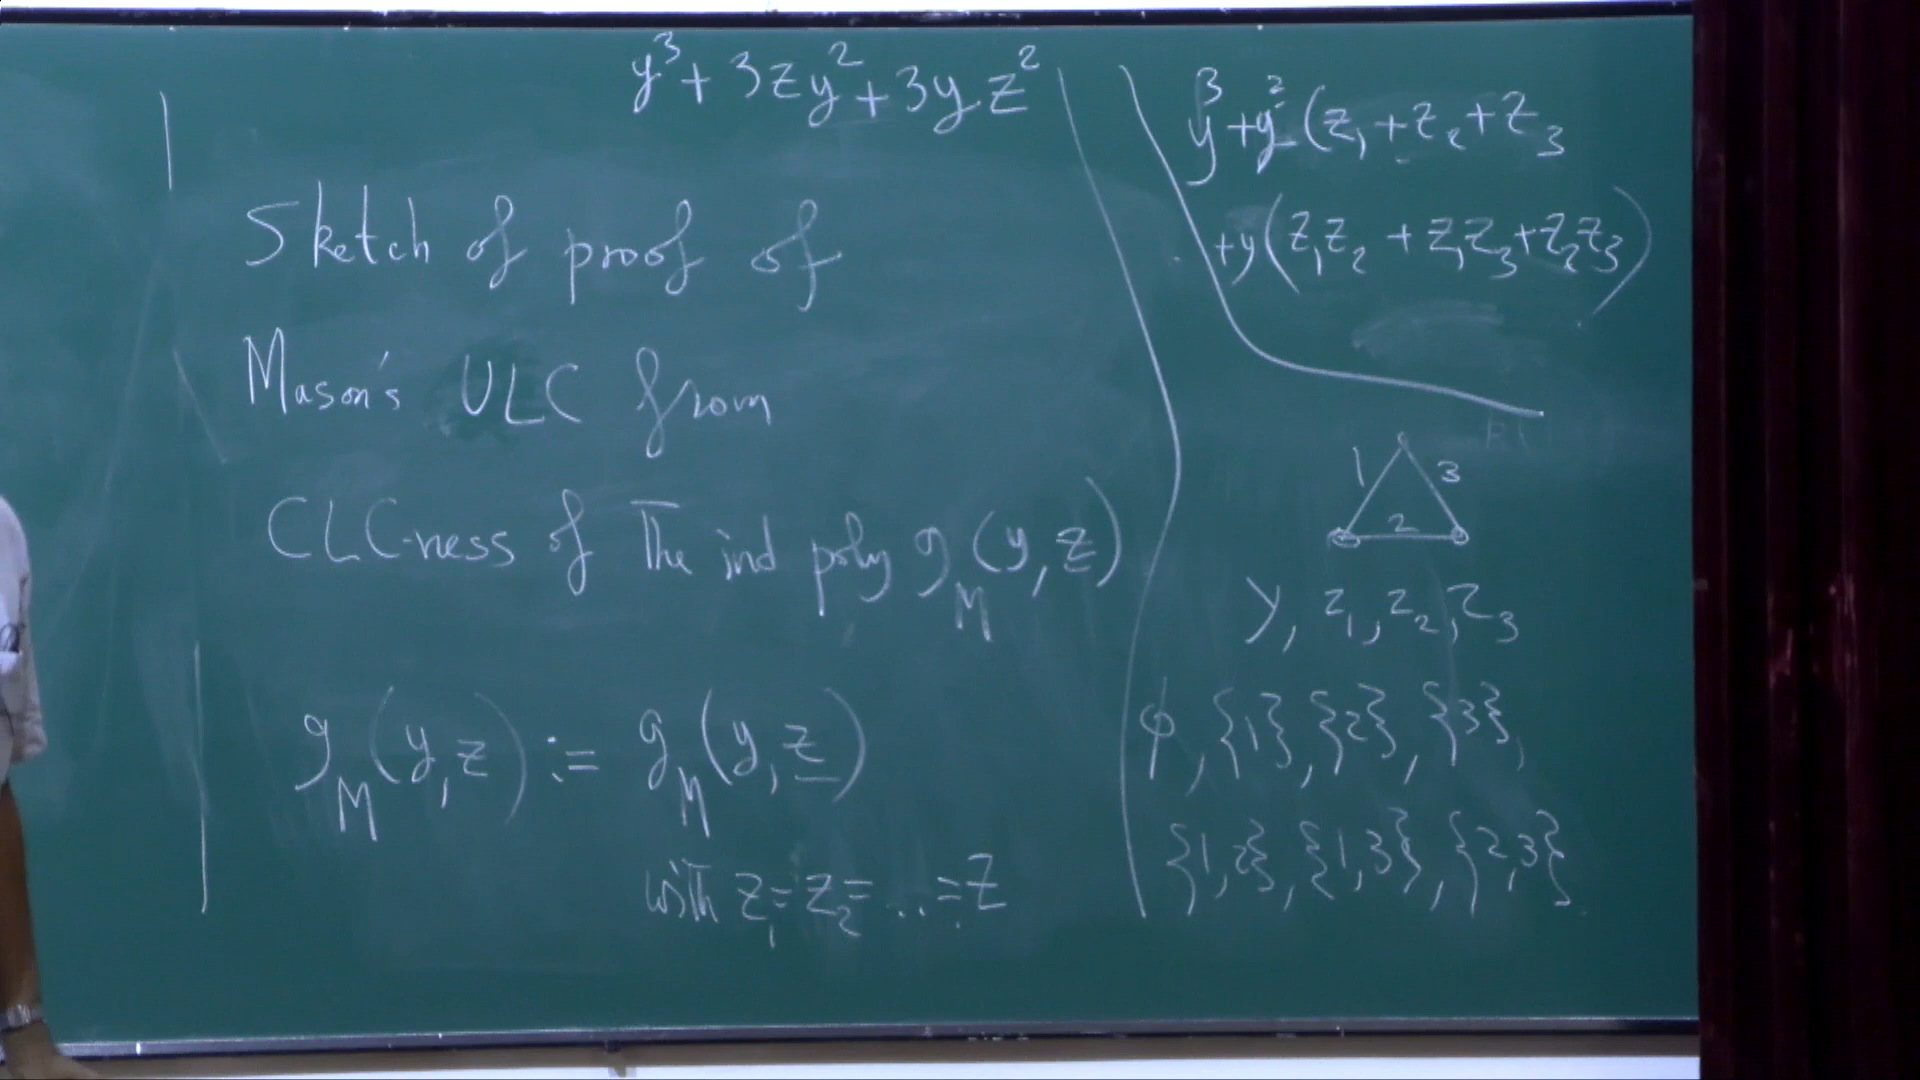 y³ + 3zy² + 3yz²
Sketch of proof of
Mason's ULC from
CLC-ness of The ind poly g_M(y, z)
g_M(y, z) := g_M(y, z)
with z₁ = z₂ = .. = z
y³ + y²(z₁ + z₂ + z₃
+ y(z₁z₂ + z₁z₃ + z₂z₃)
1 3
2
y, z₁, z₂, z₃
φ, {1}, {2}, {3},
{1,2}, {1,3}, {2,3}